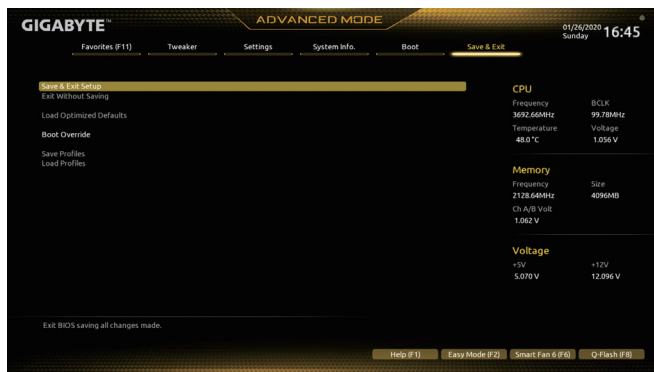 GIGABYTE™
ADVANCED MODE
01/26/2020
Sunday
16:45
Favorites (F11) Tweaker Settings System Info. Boot Save & Exit
Save & Exit Setup
Exit Without Saving
Load Optimized Defaults
Boot Override
Save Profiles
Load Profiles
CPU
Frequency BCLK
3692.66MHz 99.78MHz
Temperature Voltage
48.0 °C 1.056 V
Memory
Frequency Size
2128.64MHz 4096MB
Ch A/B Volt
1.062 V
Voltage
+5V +12V
5.070 V 12.096 V
Exit BIOS saving all changes made.
Help (F1) Easy Mode (F2) Smart Fan 6 (F6) Q-Flash (F8)